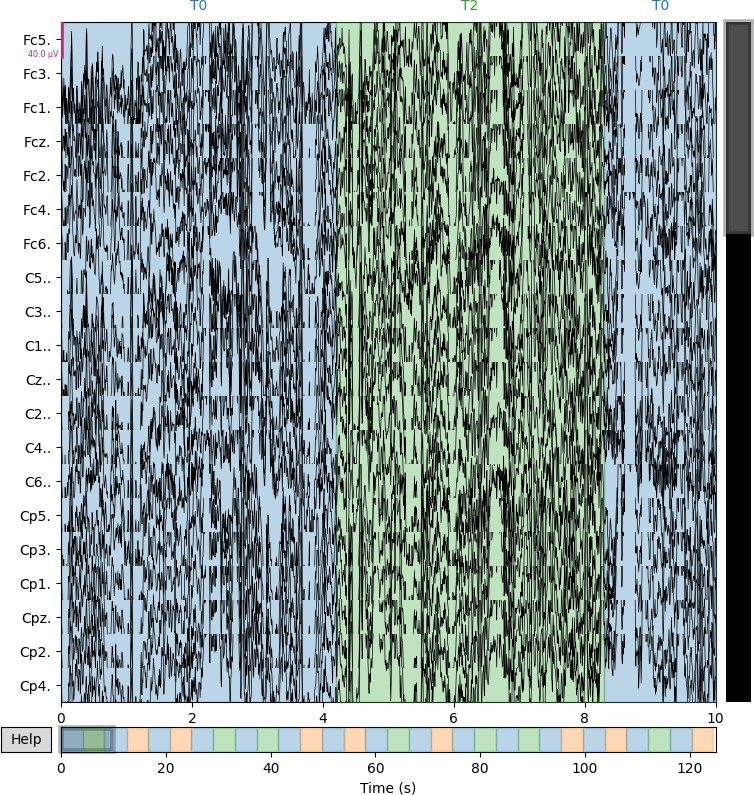 T0 T2 T0
Fc5.
40.0 µV
Fc3.
Fc1.
Fcz.
Fc2.
Fc4.
Fc6.
C5..
C3..
C1..
Cz..
C2..
C4..
C6..
Cp5.
Cp3.
Cp1.
Cpz.
Cp2.
Cp4.
0 2 4 6 8 10
Help
0 20 40 60 80 100 120
Time (s)